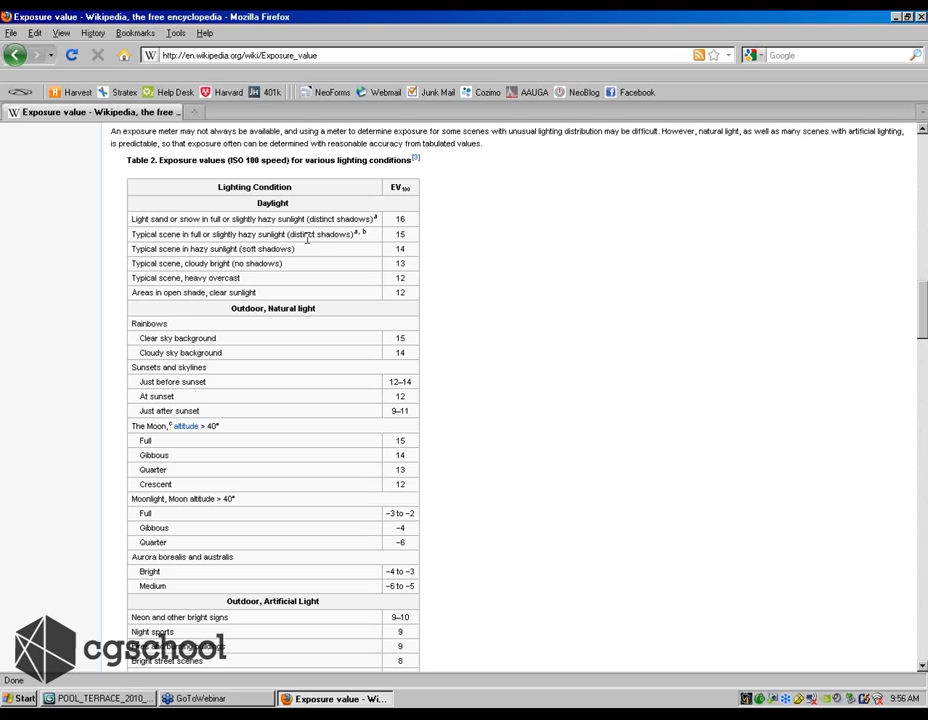 Exposure value - Wikipedia, the free encyclopedia - Mozilla Firefox
File Edit View History Bookmarks Tools Help
W http://en.wikipedia.org/wiki/Exposure_value Google
Harvest Stratex Help Desk Harvard 401k NeoForms Webmail Junk Mail Cozimo AAUGA NeoBlog Facebook
W Exposure value - Wikipedia, the free ...
An exposure meter may not always be available, and using a meter to determine exposure for some scenes with unusual lighting distribution may be difficult. However, natural light, as well as many scenes with artificial lighting,
is predictable, so that exposure often can be determined with reasonable accuracy from tabulated values.
Table 2. Exposure values (ISO 100 speed) for various lighting conditions[3]
Lighting Condition EV100
Daylight
Light sand or snow in full or slightly hazy sunlight (distinct shadows)a 16
Typical scene in full or slightly hazy sunlight (distinct shadows)a, b 15
Typical scene in hazy sunlight (soft shadows) 14
Typical scene, cloudy bright (no shadows) 13
Typical scene, heavy overcast 12
Areas in open shade, clear sunlight 12
Outdoor, Natural light
Rainbows
Clear sky background 15
Cloudy sky background 14
Sunsets and skylines
Just before sunset 12–14
At sunset 12
Just after sunset 9–11
The Moon,c altitude > 40°
Full 15
Gibbous 14
Quarter 13
Crescent 12
Moonlight, Moon altitude > 40°
Full −3 to −2
Gibbous −4
Quarter −6
Aurora borealis and australis
Bright −4 to −3
Medium −6 to −5
Outdoor, Artificial Light
Neon and other bright signs 9–10
Night sports 9
cgschool
burning buildings 9
Bright street scenes 8
Done
Start POOL_TERRACE_2010_... GoToWebinar Exposure value - Wi... 9:56 AM